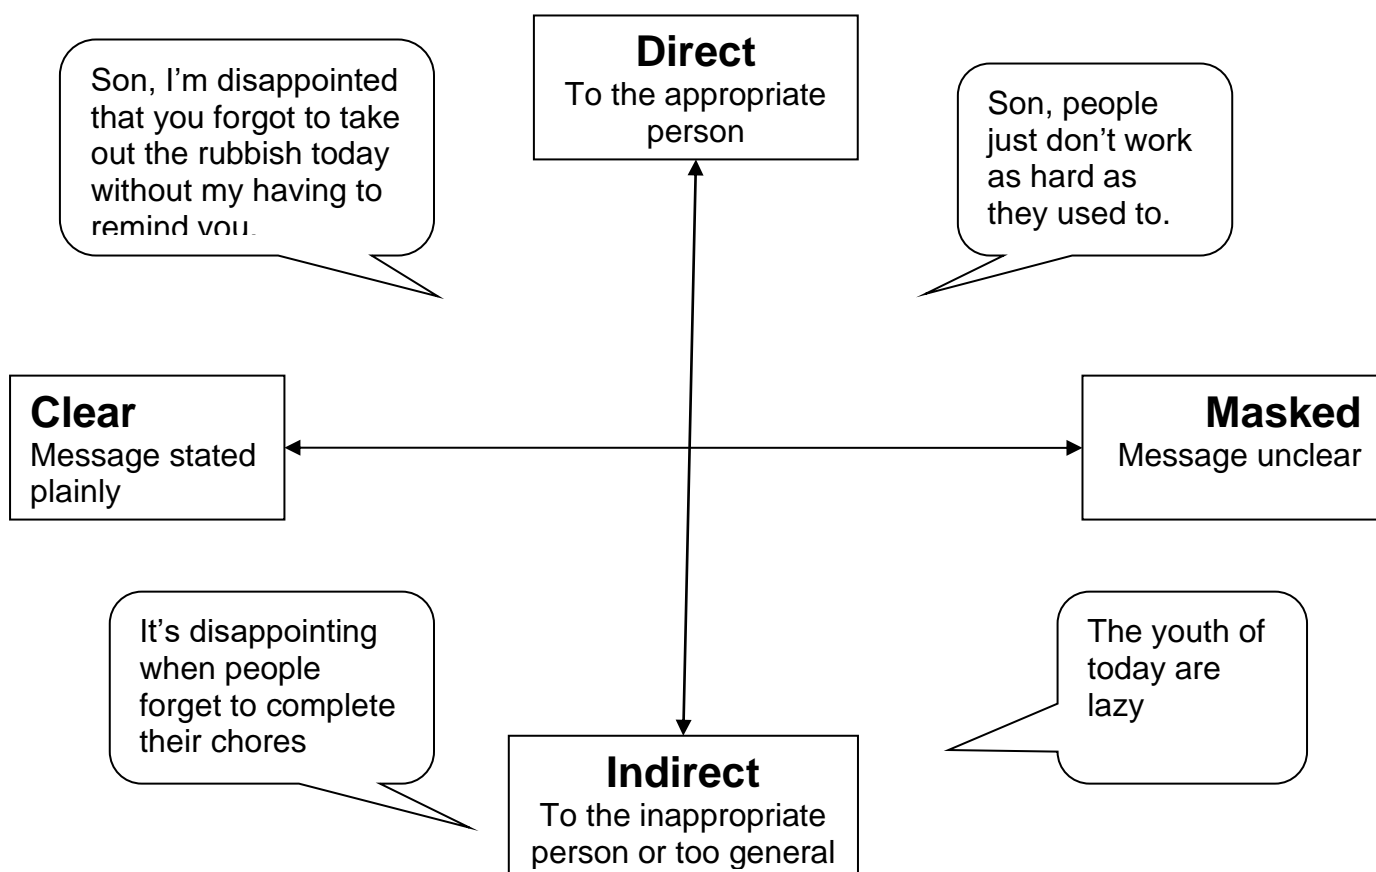 Direct
To the appropriate
person
Son, I’m disappointed
that you forgot to take
out the rubbish today
without my having to
remind you.
Son, people
just don’t work
as hard as
they used to.
Clear
Message stated
plainly
Masked
Message unclear
It’s disappointing
when people
forget to complete
their chores
The youth of
today are
lazy
Indirect
To the inappropriate
person or too general